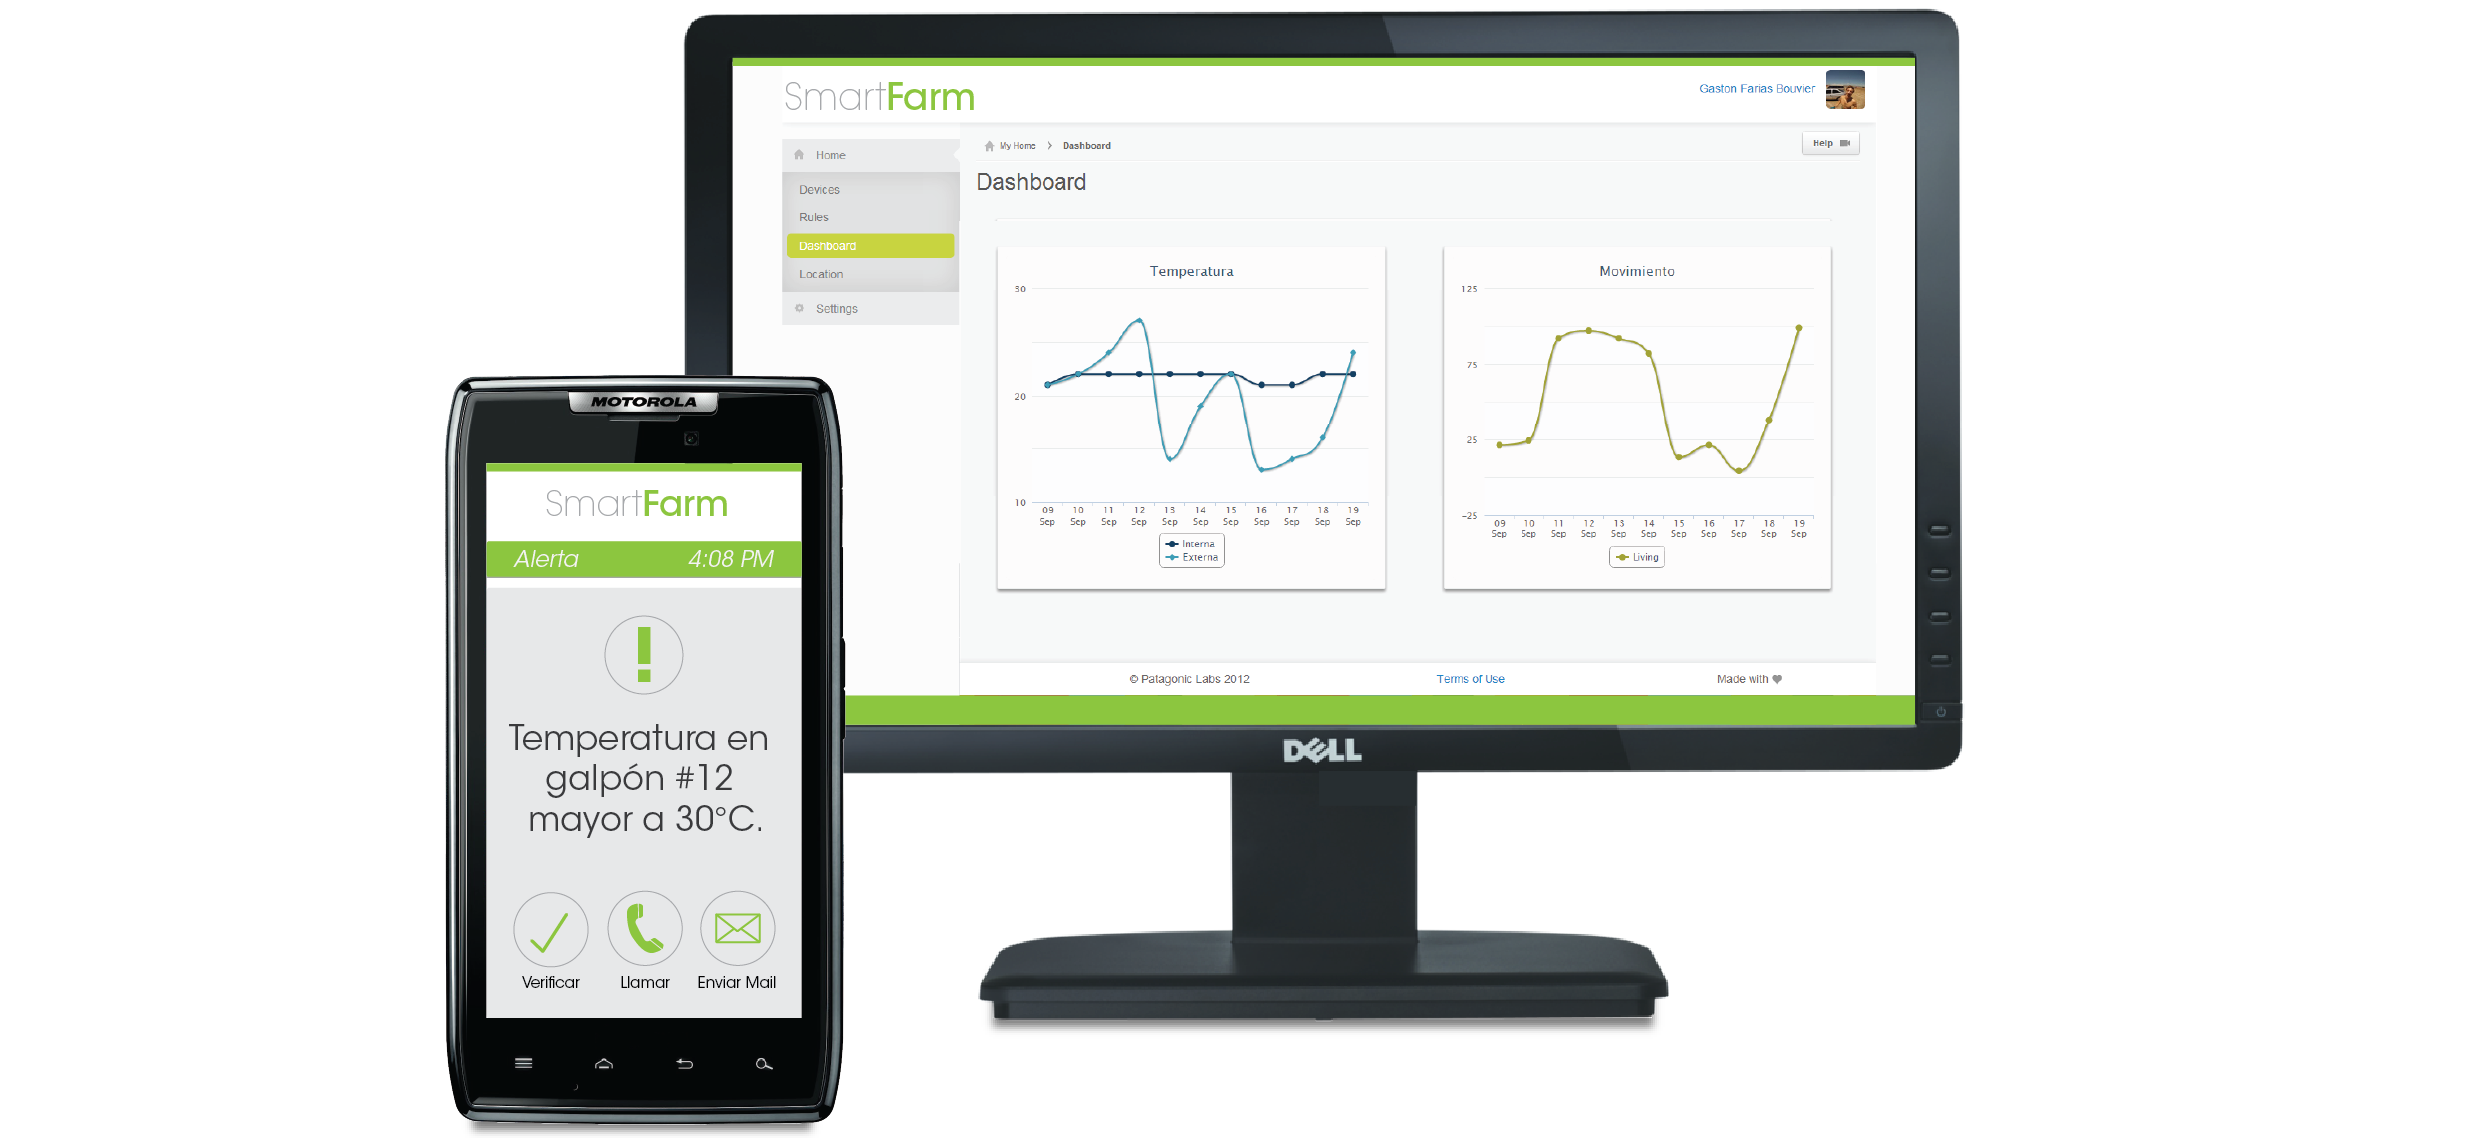 SmartFarm
Gaston Farias Bouvier
Home
Devices
Rules
Dashboard
Location
Settings
My Home > Dashboard
Help
Dashboard
Temperatura
30
20
10
09 Sep
10 Sep
11 Sep
12 Sep
13 Sep
14 Sep
15 Sep
16 Sep
17 Sep
18 Sep
19 Sep
Interna
Externa
Movimiento
125
75
25
-25
09 Sep
10 Sep
11 Sep
12 Sep
13 Sep
14 Sep
15 Sep
16 Sep
17 Sep
18 Sep
19 Sep
Living
© Patagonic Labs 2012
Terms of Use
Made with
DELL
MOTOROLA
SmartFarm
Alerta 4:08 PM
!
Temperatura en
galpón #12
mayor a 30°C.
Verificar
Llamar
Enviar Mail